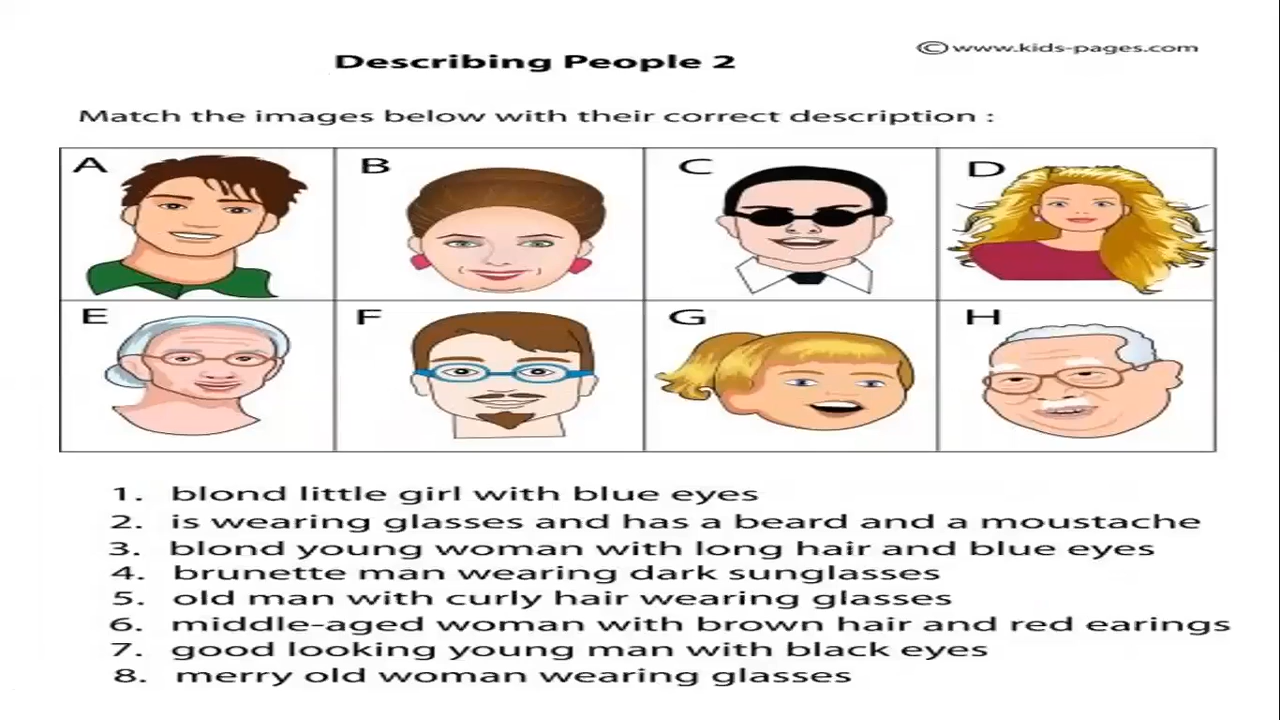 © www.kids-pages.com
Describing People 2
Match the images below with their correct description :
A B C D
E F G H
1. blond little girl with blue eyes
2. is wearing glasses and has a beard and a moustache
3. blond young woman with long hair and blue eyes
4. brunette man wearing dark sunglasses
5. old man with curly hair wearing glasses
6. middle-aged woman with brown hair and red earings
7. good looking young man with black eyes
8. merry old woman wearing glasses